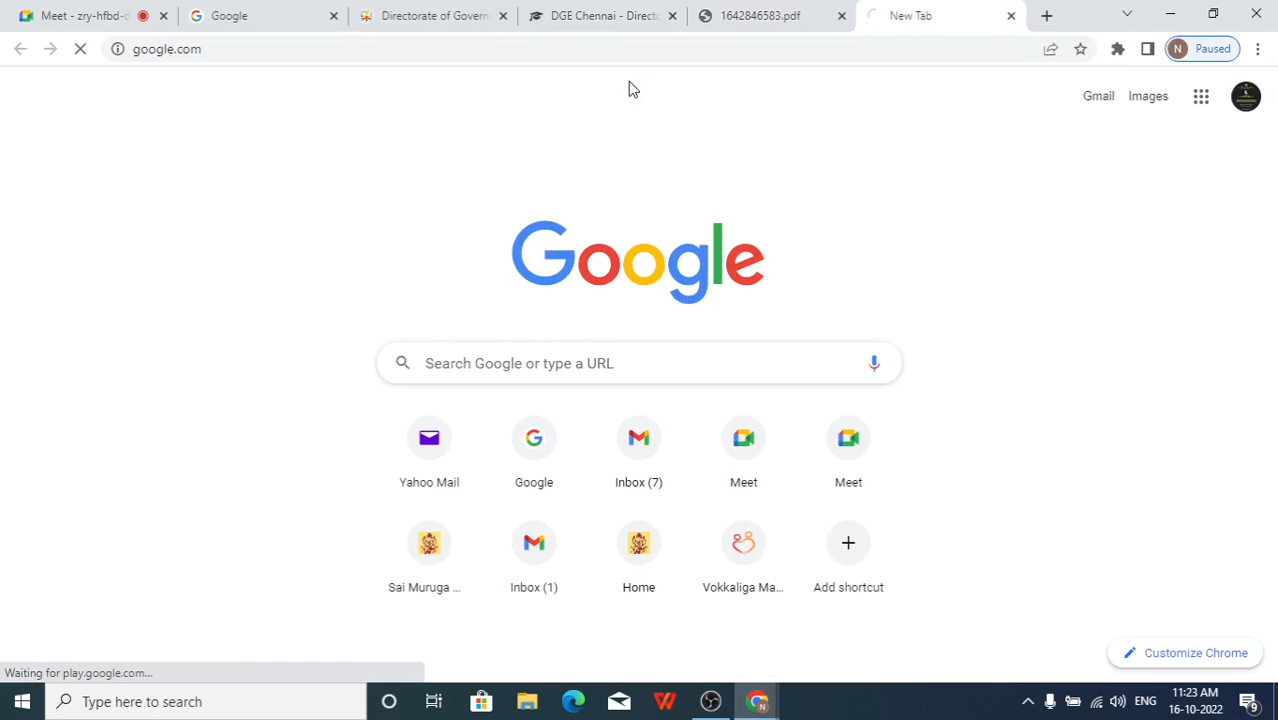 Meet - zry-hfbd-d
Google
Directorate of Govern
DGE Chennai - Direct
1642846583.pdf
New Tab
google.com
N Paused
Gmail Images
Google
Search Google or type a URL
Yahoo Mail
Google
Inbox (7)
Meet
Meet
Sai Muruga ...
Inbox (1)
Home
Vokkaliga Ma...
Add shortcut
Customize Chrome
Waiting for play.google.com...
Type here to search
ENG
11:23 AM
16-10-2022
9